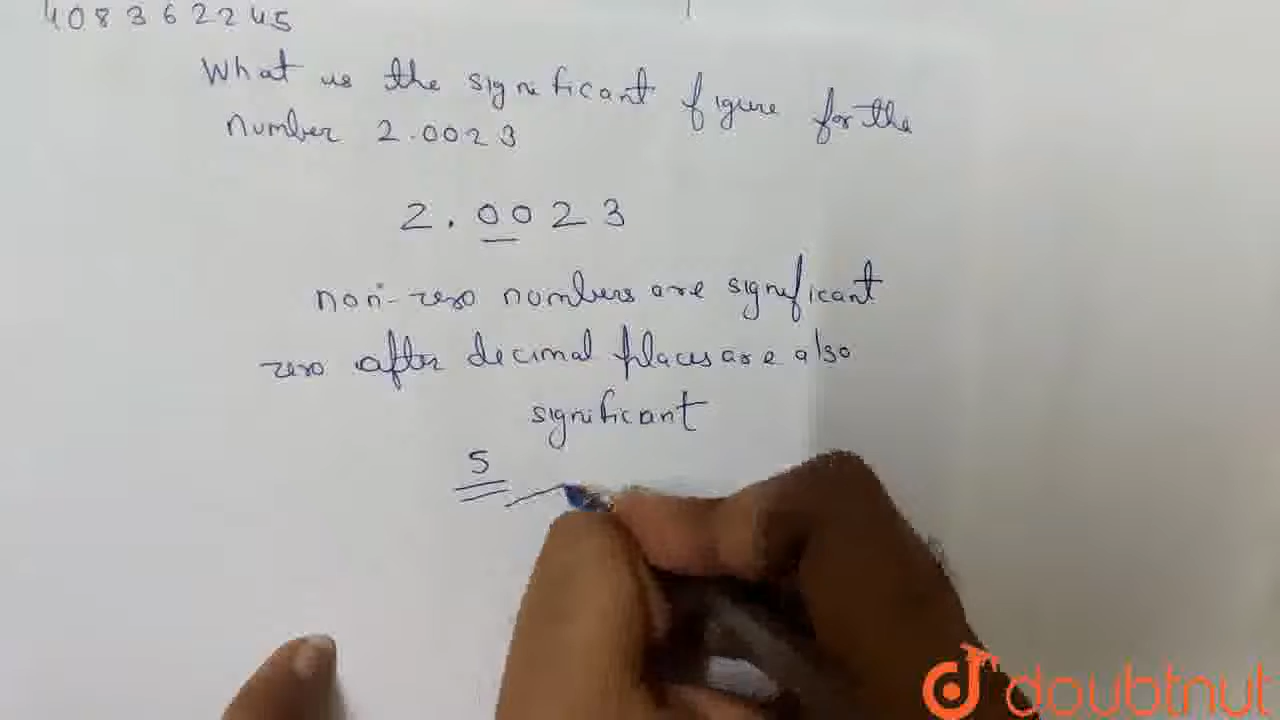 408362245
What is the significant figure for the
number 2.0023
2.0023
non-zero numbers are significant
zero after decimal places are also
significant
5
doubtnut